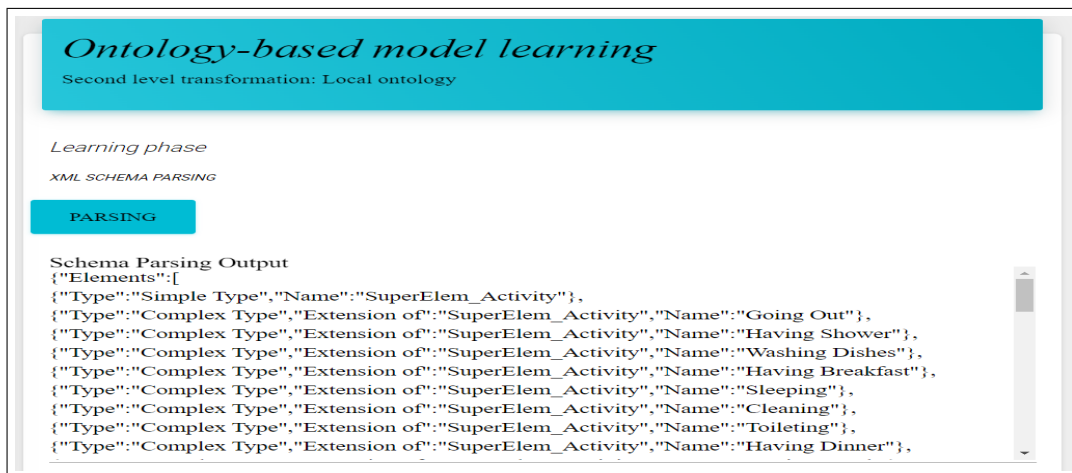 Ontology-based model learning
Second level transformation: Local ontology
Learning phase
XML SCHEMA PARSING
PARSING
Schema Parsing Output
{"Elements":[
{"Type":"Simple Type","Name":"SuperElem_Activity"},
{"Type":"Complex Type","Extension of":"SuperElem_Activity","Name":"Going Out"},
{"Type":"Complex Type","Extension of":"SuperElem_Activity","Name":"Having Shower"},
{"Type":"Complex Type","Extension of":"SuperElem_Activity","Name":"Washing Dishes"},
{"Type":"Complex Type","Extension of":"SuperElem_Activity","Name":"Having Breakfast"},
{"Type":"Complex Type","Extension of":"SuperElem_Activity","Name":"Sleeping"},
{"Type":"Complex Type","Extension of":"SuperElem_Activity","Name":"Cleaning"},
{"Type":"Complex Type","Extension of":"SuperElem_Activity","Name":"Toileting"},
{"Type":"Complex Type","Extension of":"SuperElem_Activity","Name":"Having Dinner"},